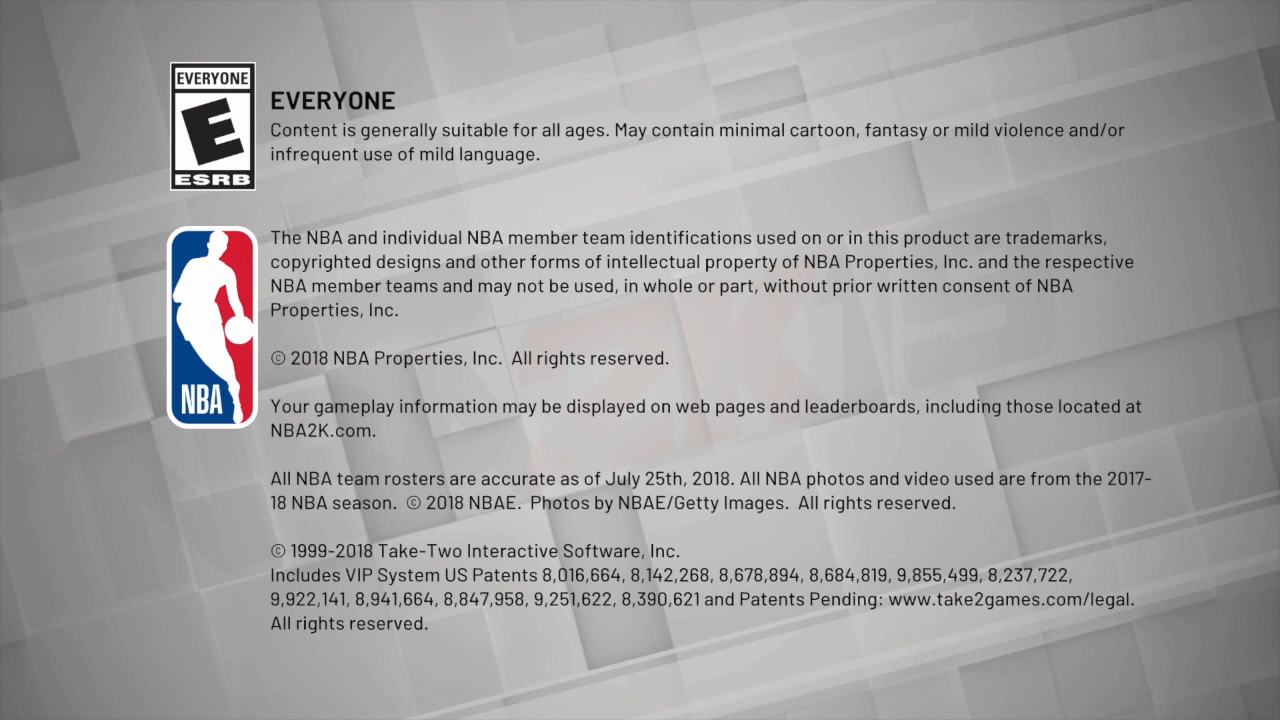 EVERYONE
E
ESRB
EVERYONE
Content is generally suitable for all ages. May contain minimal cartoon, fantasy or mild violence and/or
infrequent use of mild language.
NBA
The NBA and individual NBA member team identifications used on or in this product are trademarks,
copyrighted designs and other forms of intellectual property of NBA Properties, Inc. and the respective
NBA member teams and may not be used, in whole or part, without prior written consent of NBA
Properties, Inc.
© 2018 NBA Properties, Inc. All rights reserved.
Your gameplay information may be displayed on web pages and leaderboards, including those located at
NBA2K.com.
All NBA team rosters are accurate as of July 25th, 2018. All NBA photos and video used are from the 2017-
18 NBA season. © 2018 NBAE. Photos by NBAE/Getty Images. All rights reserved.
© 1999-2018 Take-Two Interactive Software, Inc.
Includes VIP System US Patents 8,016,664, 8,142,268, 8,678,894, 8,684,819, 9,855,499, 8,237,722,
9,922,141, 8,941,664, 8,847,958, 9,251,622, 8,390,621 and Patents Pending: www.take2games.com/legal.
All rights reserved.
2K19